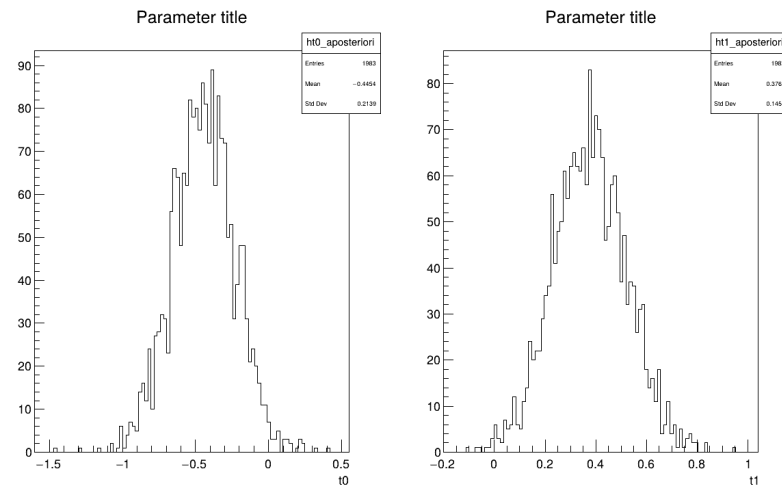 Parameter title
ht0_aposteriori
Entries 1983
Mean −0.4454
Std Dev 0.2139
90
80
70
60
50
40
30
20
10
0
−1.5 −1 −0.5 0 0.5
t0
Parameter title
ht1_aposteriori
Entries 198
Mean 0.376
Std Dev 0.145
80
70
60
50
40
30
20
10
0
−0.2 0 0.2 0.4 0.6 0.8 1
t1